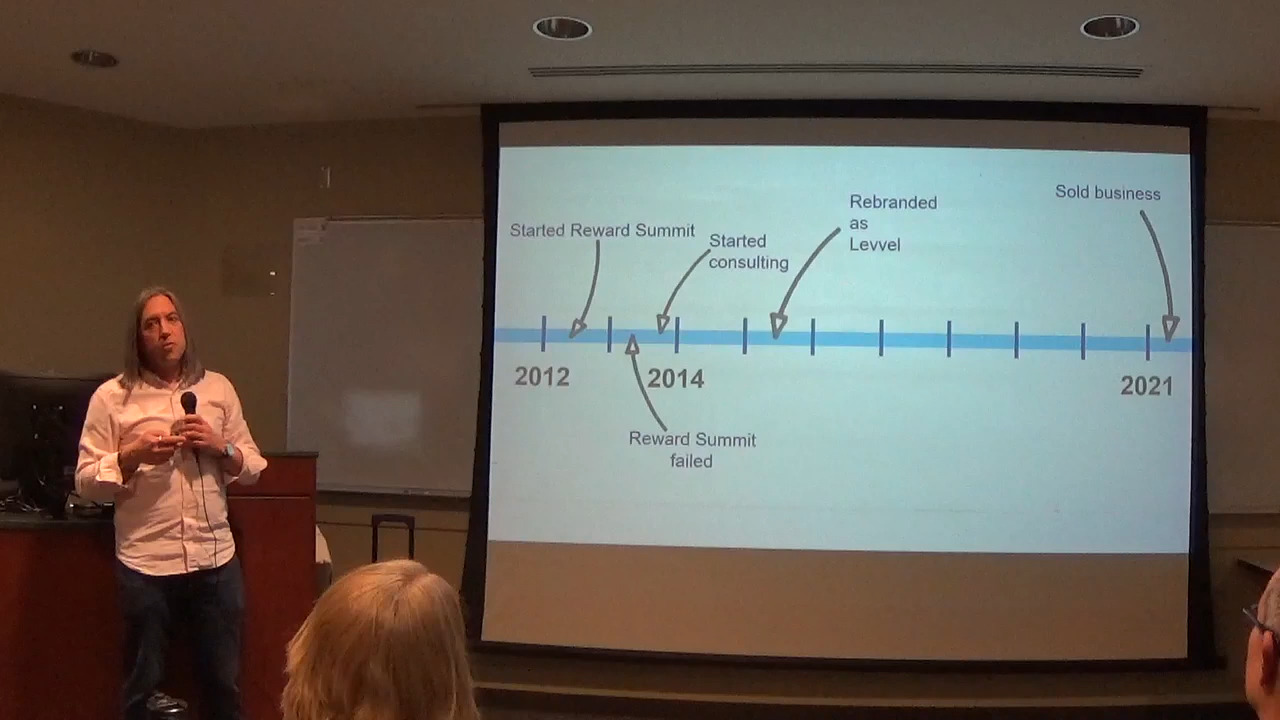 Started Reward Summit
Started
consulting
Rebranded
as
Levvel
Sold business
2012
2014
2021
Reward Summit
failed